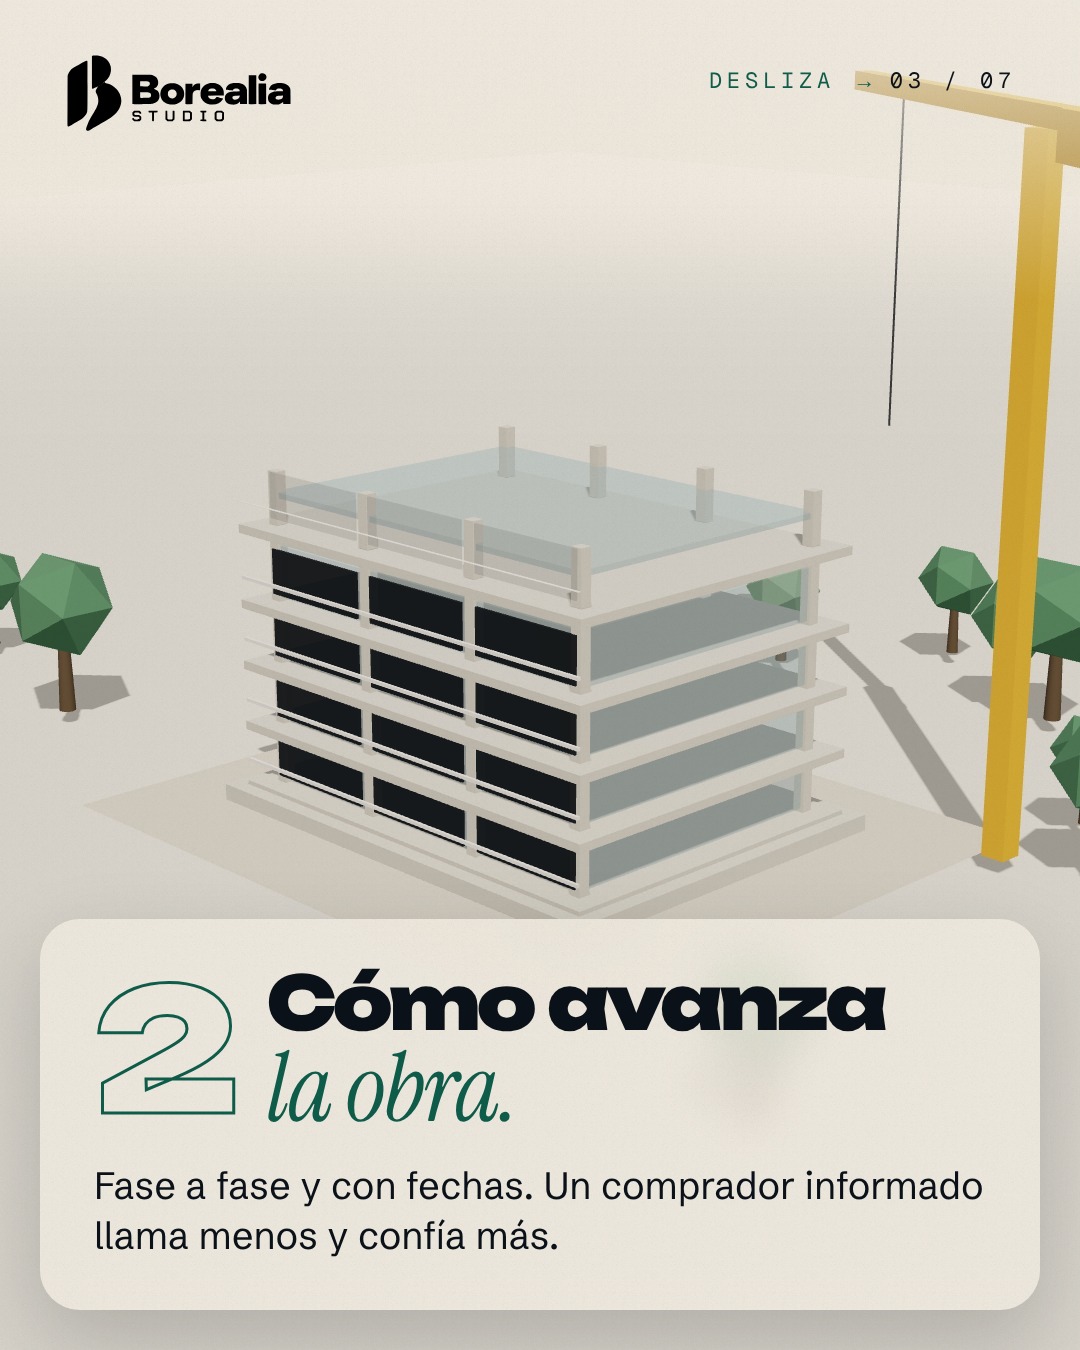 Borealia
STUDIO
DESLIZA → 03 / 07
2
Cómo avanza
la obra.
Fase a fase y con fechas. Un comprador informado
llama menos y confía más.